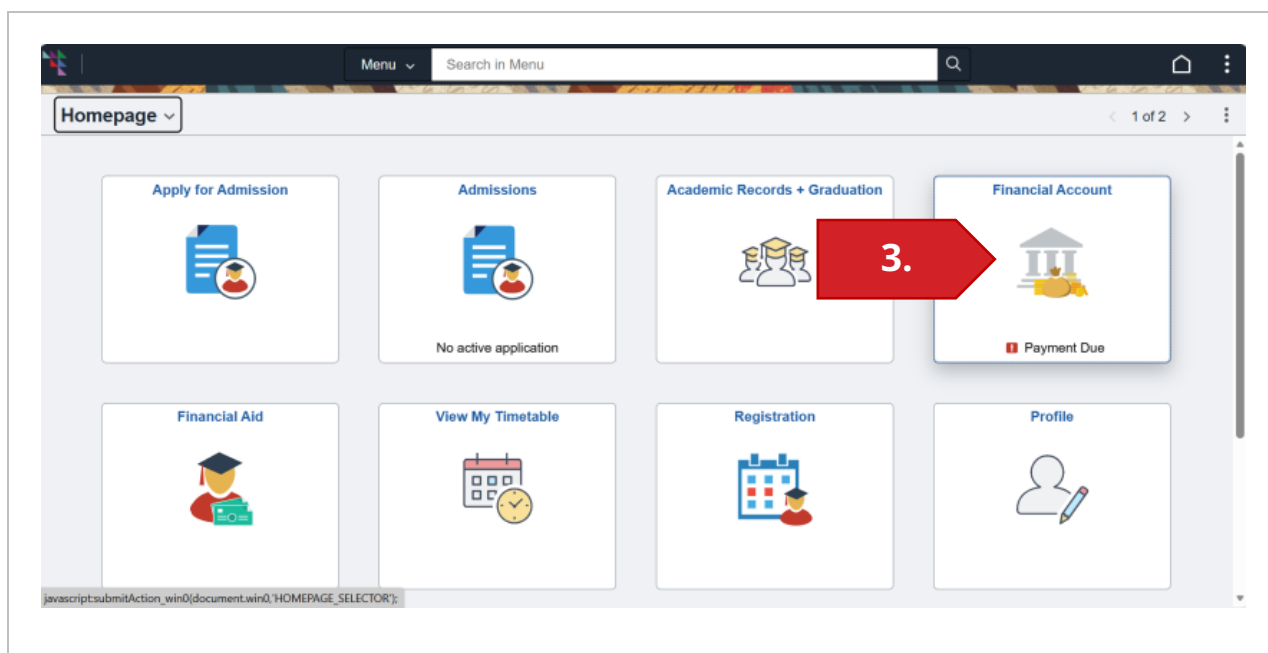 Menu
Search in Menu
Homepage
1 of 2
Apply for Admission
Admissions
Academic Records + Graduation
Financial Account
3.
No active application
Payment Due
Financial Aid
View My Timetable
Registration
Profile
javascript:submitAction_win0(document.win0,'HOMEPAGE_SELECTOR');